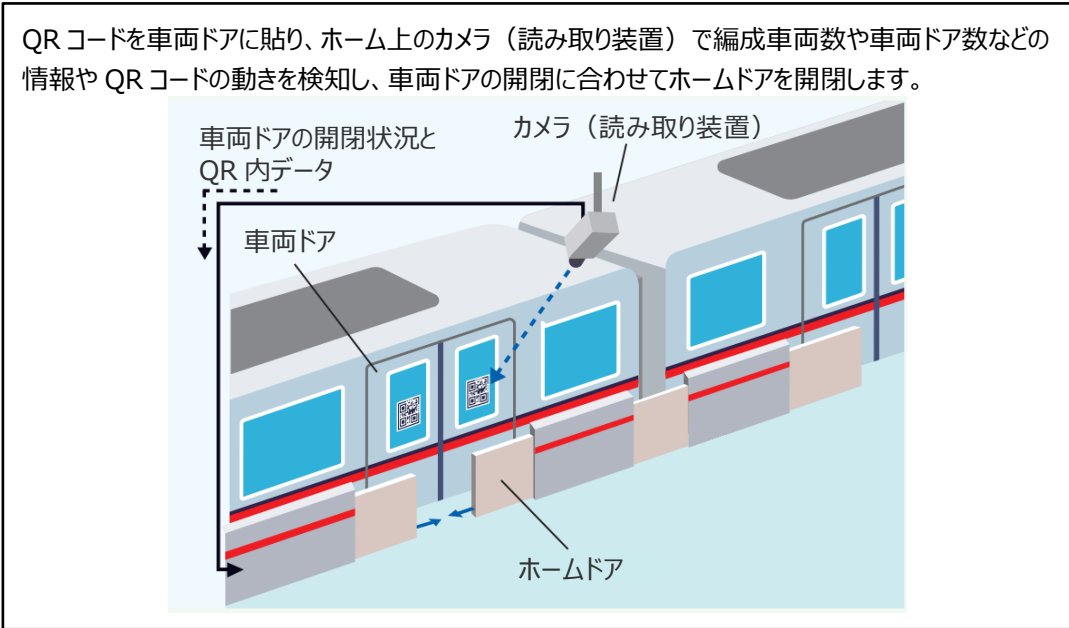 QR コードを車両ドアに貼り、ホーム上のカメラ（読み取り装置）で編成車両数や車両ドア数などの
情報や QR コードの動きを検知し、車両ドアの開閉に合わせてホームドアを開閉します。
カメラ（読み取り装置）
車両ドアの開閉状況と
QR 内データ
車両ドア
ホームドア